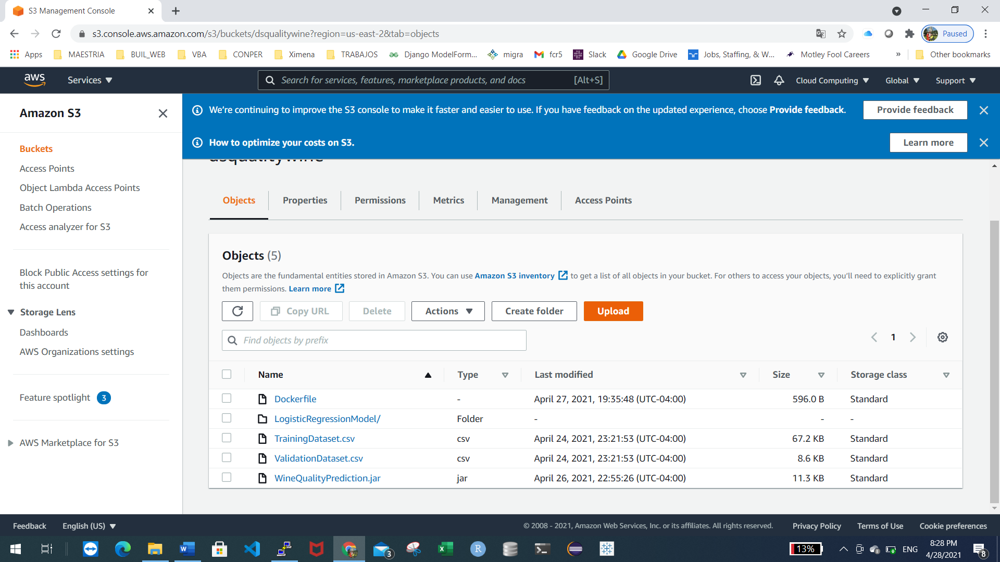 S3 Management Console
s3.console.aws.amazon.com/s3/buckets/dsqualitywine?region=us-east-2&tab=objects
Paused
Apps MAESTRIA BUIL_WEB VBA CONPER Ximena TRABAJOS Django ModelForm... migra fcr5 Slack Google Drive Jobs, Staffing, & W... Motley Fool Careers » Other bookmarks
aws Services Search for services, features, marketplace products, and docs [Alt+S] Cloud Computing Global Support
Amazon S3
Buckets
Access Points
Object Lambda Access Points
Batch Operations
Access analyzer for S3
Block Public Access settings for
this account
Storage Lens
Dashboards
AWS Organizations settings
Feature spotlight 3
AWS Marketplace for S3
We're continuing to improve the S3 console to make it faster and easier to use. If you have feedback on the updated experience, choose Provide feedback. Provide feedback
How to optimize your costs on S3. Learn more
dsqualitywine
Objects Properties Permissions Metrics Management Access Points
Objects (5)
Objects are the fundamental entities stored in Amazon S3. You can use Amazon S3 inventory to get a list of all objects in your bucket. For others to access your objects, you'll need to explicitly grant
them permissions. Learn more
Copy URL Delete Actions Create folder Upload
Find objects by prefix 1
Name Type Last modified Size Storage class
Dockerfile - April 27, 2021, 19:35:48 (UTC-04:00) 596.0 B Standard
LogisticRegressionModel/ Folder - - -
TrainingDataset.csv csv April 24, 2021, 23:21:53 (UTC-04:00) 67.2 KB Standard
ValidationDataset.csv csv April 24, 2021, 23:21:53 (UTC-04:00) 8.6 KB Standard
WineQualityPrediction.jar jar April 26, 2021, 22:55:26 (UTC-04:00) 11.3 KB Standard
Feedback English (US) © 2008 - 2021, Amazon Web Services, Inc. or its affiliates. All rights reserved. Privacy Policy Terms of Use Cookie preferences
3 13% ENG 8:28 PM
4/28/2021 8